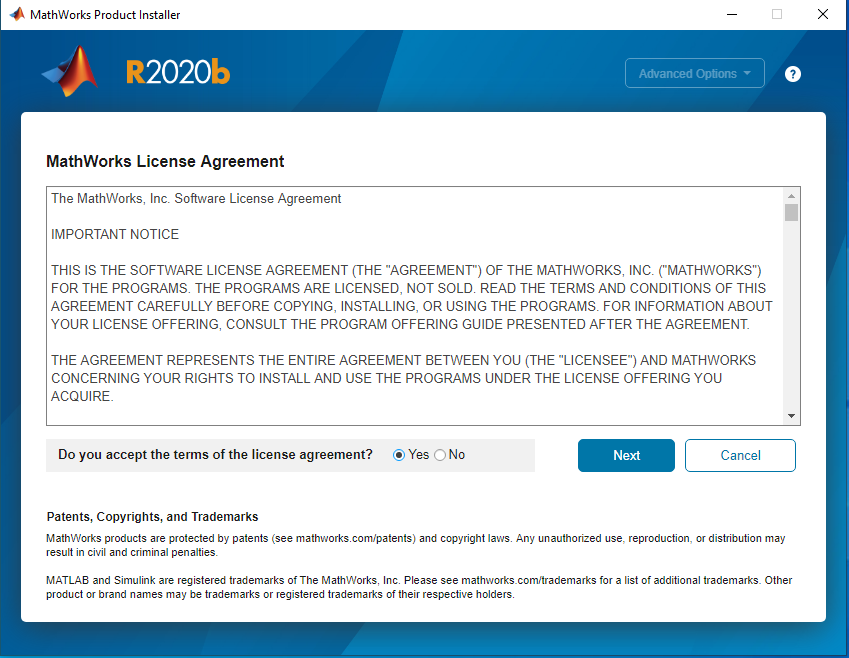 MathWorks Product Installer
R2020b
Advanced Options
?
MathWorks License Agreement
The MathWorks, Inc. Software License Agreement
IMPORTANT NOTICE
THIS IS THE SOFTWARE LICENSE AGREEMENT (THE "AGREEMENT") OF THE MATHWORKS, INC. ("MATHWORKS")
FOR THE PROGRAMS. THE PROGRAMS ARE LICENSED, NOT SOLD. READ THE TERMS AND CONDITIONS OF THIS
AGREEMENT CAREFULLY BEFORE COPYING, INSTALLING, OR USING THE PROGRAMS. FOR INFORMATION ABOUT
YOUR LICENSE OFFERING, CONSULT THE PROGRAM OFFERING GUIDE PRESENTED AFTER THE AGREEMENT.
THE AGREEMENT REPRESENTS THE ENTIRE AGREEMENT BETWEEN YOU (THE "LICENSEE") AND MATHWORKS
CONCERNING YOUR RIGHTS TO INSTALL AND USE THE PROGRAMS UNDER THE LICENSE OFFERING YOU
ACQUIRE.
Do you accept the terms of the license agreement? Yes No
Next Cancel
Patents, Copyrights, and Trademarks
MathWorks products are protected by patents (see mathworks.com/patents) and copyright laws. Any unauthorized use, reproduction, or distribution may
result in civil and criminal penalties.
MATLAB and Simulink are registered trademarks of The MathWorks, Inc. Please see mathworks.com/trademarks for a list of additional trademarks. Other
product or brand names may be trademarks or registered trademarks of their respective holders.